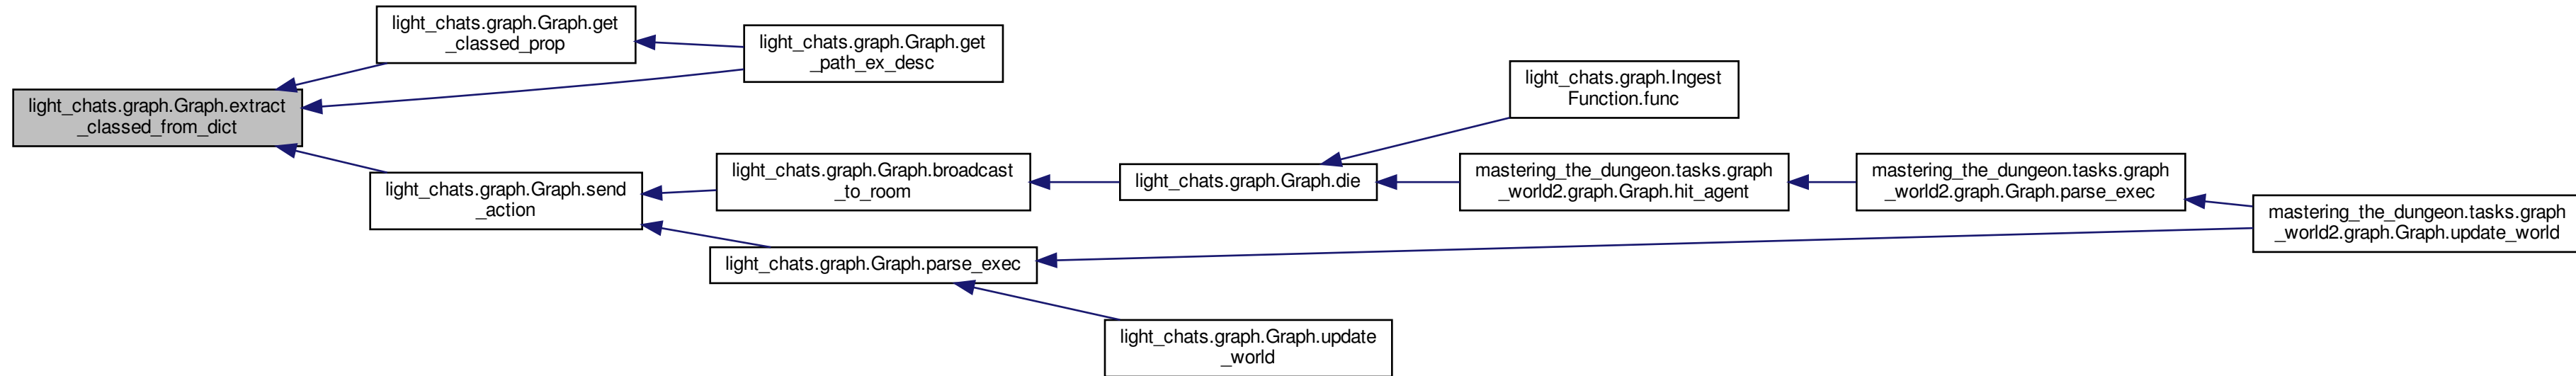 light_chats.graph.Graph.extract
_classed_from_dict
light_chats.graph.Graph.get
_classed_prop
light_chats.graph.Graph.get
_path_ex_desc
light_chats.graph.Graph.send
_action
light_chats.graph.Graph.broadcast
_to_room
light_chats.graph.Graph.die
light_chats.graph.Ingest
Function.func
mastering_the_dungeon.tasks.graph
_world2.graph.Graph.hit_agent
mastering_the_dungeon.tasks.graph
_world2.graph.Graph.parse_exec
mastering_the_dungeon.tasks.graph
_world2.graph.Graph.update_world
light_chats.graph.Graph.parse_exec
light_chats.graph.Graph.update
_world